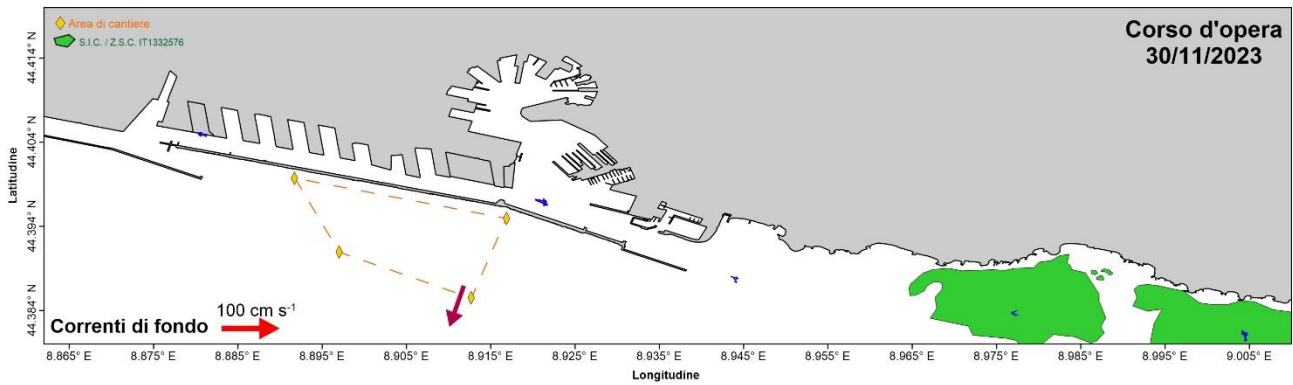 Area di cantiere
S.I.C. / Z.S.C. IT1332576
Corso d'opera
30/11/2023
44.414° N
44.404° N
44.394° N
44.384° N
Latitudine
Correnti di fondo
100 cm s⁻¹
8.865° E 8.875° E 8.885° E 8.895° E 8.905° E 8.915° E 8.925° E 8.935° E 8.945° E 8.955° E 8.965° E 8.975° E 8.985° E 8.995° E 9.005° E
Longitudine